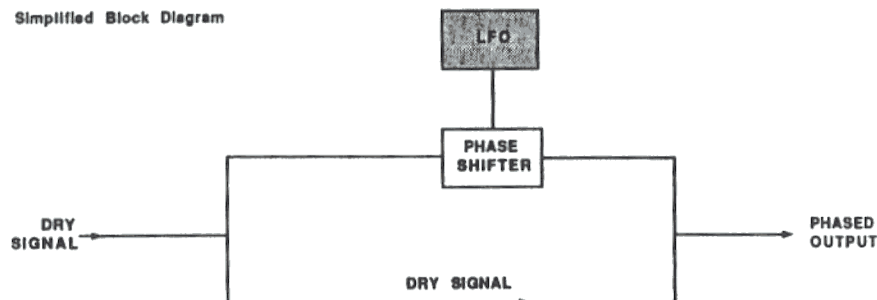 Simplified Block Diagram
LFO
PHASE
SHIFTER
DRY
SIGNAL
PHASED
OUTPUT
DRY SIGNAL